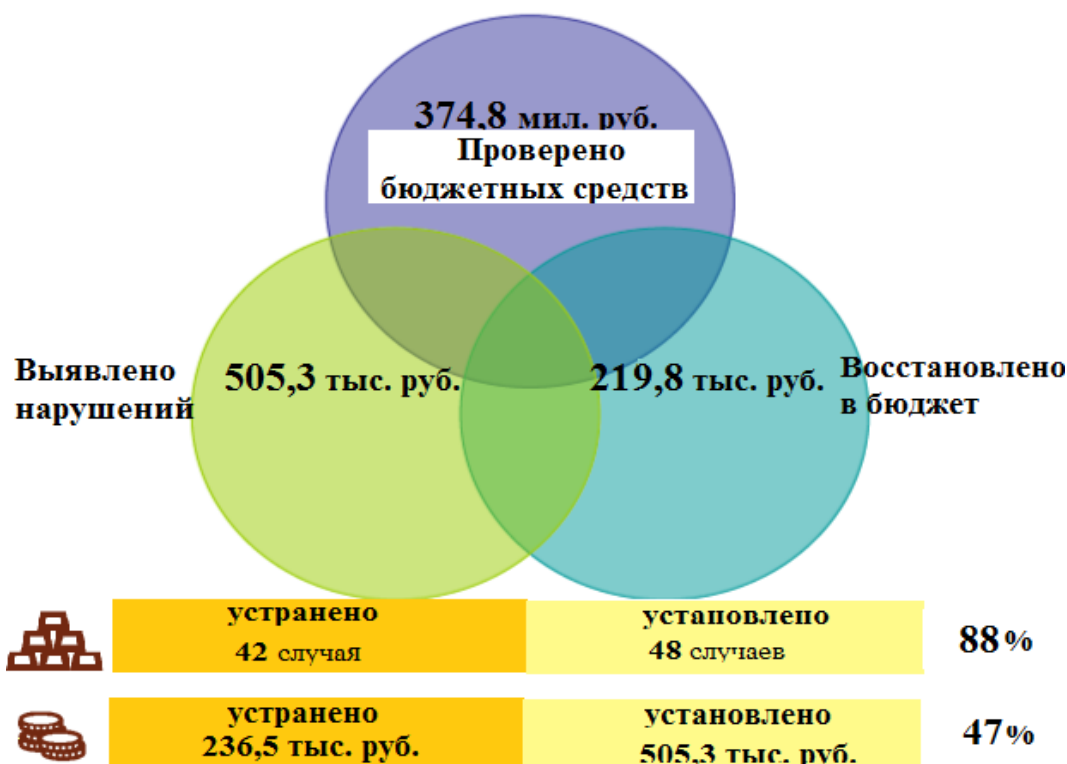 374,8 мил. руб.
Проверено
бюджетных средств
Выявлено
нарушений
505,3 тыс. руб.
219,8 тыс. руб.
Восстановлено
в бюджет
устранено
42 случая
установлено
48 случаев
88%
устранено
236,5 тыс. руб.
установлено
505,3 тыс. руб.
47%